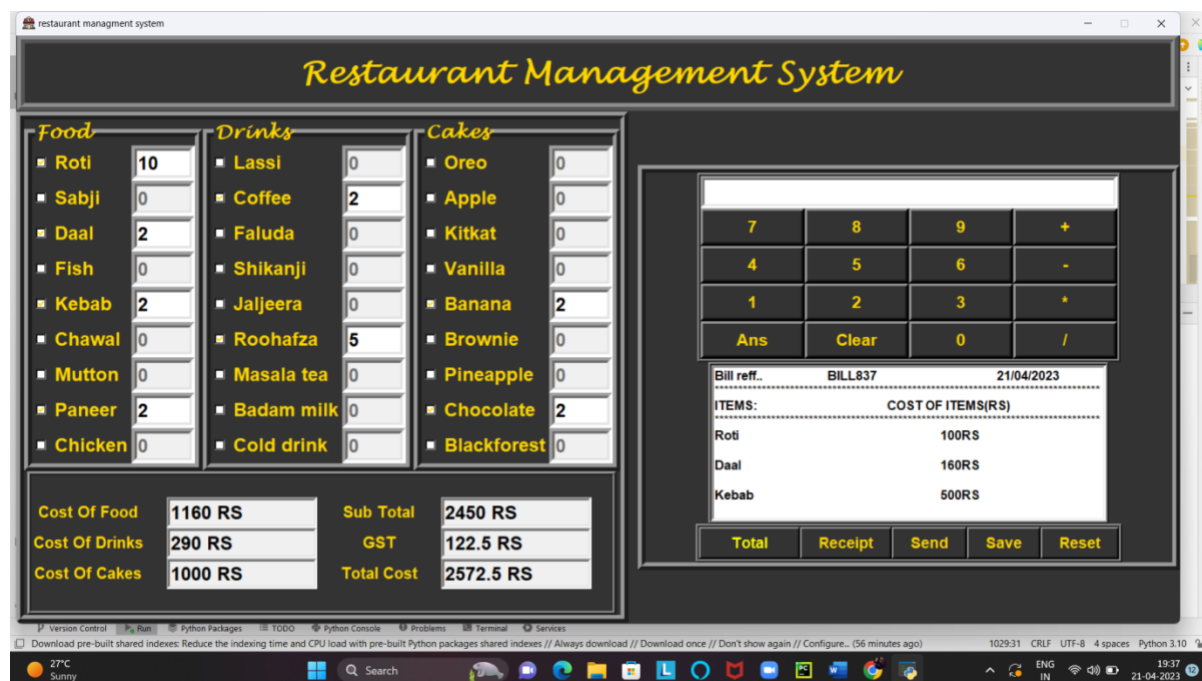 restaurant managment system
Restaurant Management System
Food Drinks Cakes
Roti 10 Lassi 0 Oreo 0
Sabji 0 Coffee 2 Apple 0
Daal 2 Faluda 0 Kitkat 0
Fish 0 Shikanji 0 Vanilla 0
Kebab 2 Jaljeera 0 Banana 2
Chawal 0 Roohafza 5 Brownie 0
Mutton 0 Masala tea 0 Pineapple 0
Paneer 2 Badam milk 0 Chocolate 2
Chicken 0 Cold drink 0 Blackforest 0
Cost Of Food 1160 RS Sub Total 2450 RS
Cost Of Drinks 290 RS GST 122.5 RS
Cost Of Cakes 1000 RS Total Cost 2572.5 RS
7 8 9 +
4 5 6 -
1 2 3 *
Ans Clear 0 /
Bill reff.. BILL837 21/04/2023
ITEMS: COST OF ITEMS(RS)
Roti 100RS
Daal 160RS
Kebab 500RS
Total Receipt Send Save Reset
Version Control Run Python Packages TODO Python Console Problems Terminal Services
Download pre-built shared indexes: Reduce the indexing time and CPU load with pre-built Python packages shared indexes // Always download // Download once // Don't show again // Configure... (56 minutes ago) 1029:31 CRLF UTF-8 4 spaces Python 3.10
27°C
Sunny
Search
ENG
IN
19:37
21-04-2023
12